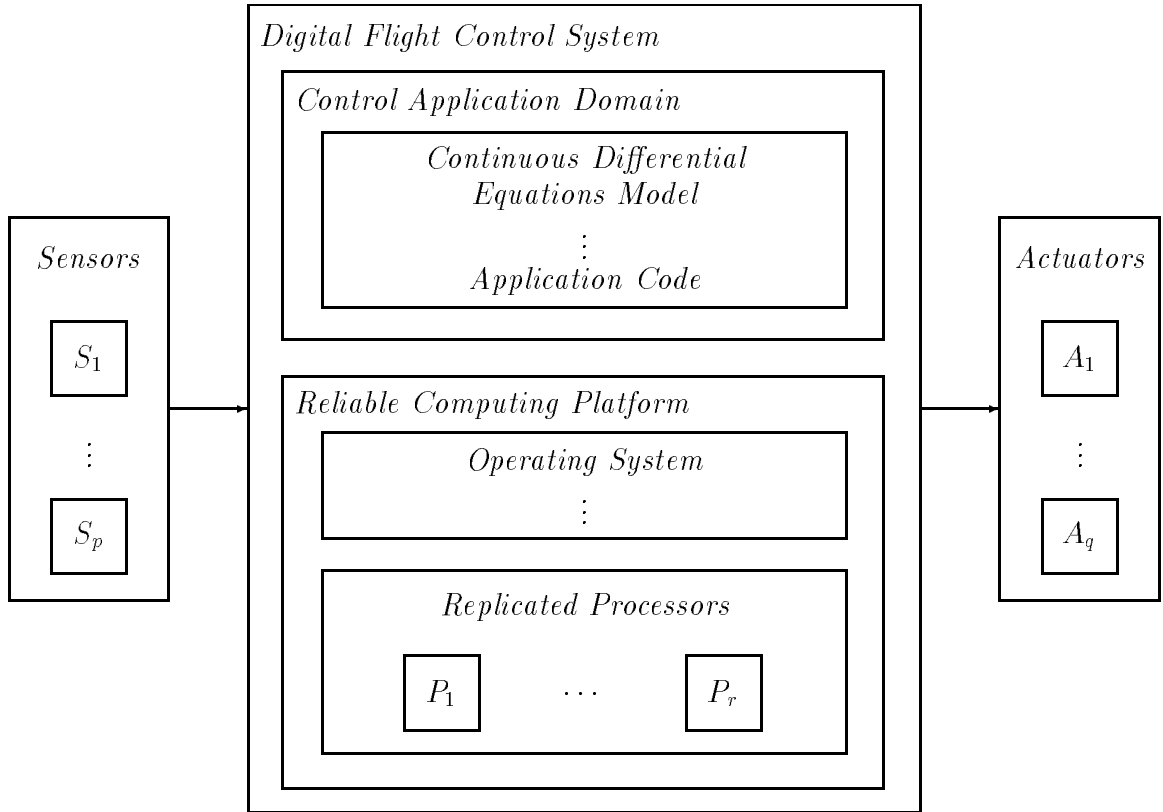 Digital Flight Control System
Control Application Domain
Continuous Differential
Equations Model
⋮
Application Code
Sensors
S₁
⋮
Sₚ
Reliable Computing Platform
Operating System
⋮
Replicated Processors
P₁ ⋯ Pᵣ
Actuators
A₁
⋮
A_q